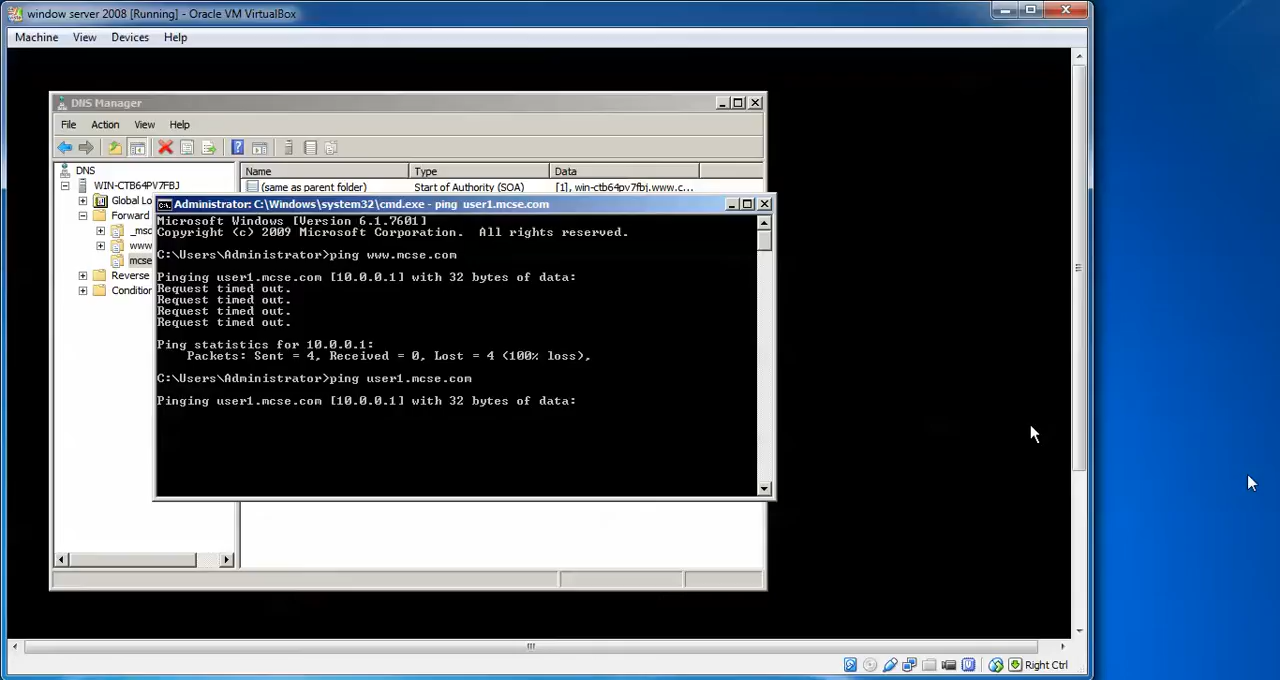 window server 2008 [Running] - Oracle VM VirtualBox
Machine View Devices Help
DNS Manager
File Action View Help
DNS
WIN-CTB64PV7FBJ
Global Lo
Forward
_msd
www
mcse
Reverse
Condition
Name Type Data
(same as parent folder) Start of Authority (SOA) [1], win-ctb64pv7fbj.www.c...
Administrator: C:\Windows\system32\cmd.exe - ping user1.mcse.com
Microsoft Windows [Version 6.1.7601]
Copyright (c) 2009 Microsoft Corporation. All rights reserved.
C:\Users\Administrator>ping www.mcse.com
Pinging user1.mcse.com [10.0.0.1] with 32 bytes of data:
Request timed out.
Request timed out.
Request timed out.
Request timed out.
Ping statistics for 10.0.0.1:
Packets: Sent = 4, Received = 0, Lost = 4 (100% loss),
C:\Users\Administrator>ping user1.mcse.com
Pinging user1.mcse.com [10.0.0.1] with 32 bytes of data:
Right Ctrl